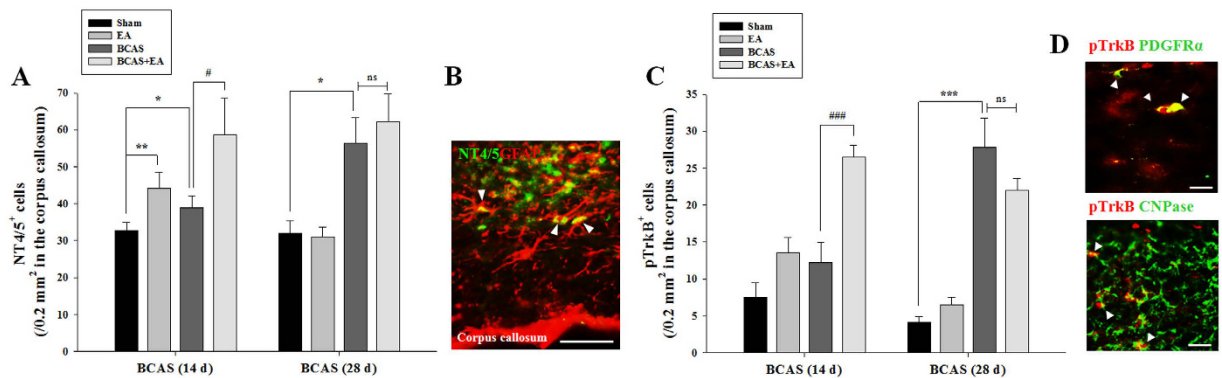 A
Sham
EA
BCAS
BCAS+EA
NT4/5+ cells
(/0.2 mm2 in the corpus callosum)
70
60
50
40
30
20
10
0
**
*
#
*
ns
BCAS (14 d)
BCAS (28 d)
B
NT4/5GFAP
Corpus callosum
C
Sham
EA
BCAS
BCAS+EA
pTrkB+ cells
(/0.2 mm2 in the corpus callosum)
35
30
25
20
15
10
5
0
###
***
ns
BCAS (14 d)
BCAS (28 d)
D
pTrkB PDGFRα
pTrkB CNPase